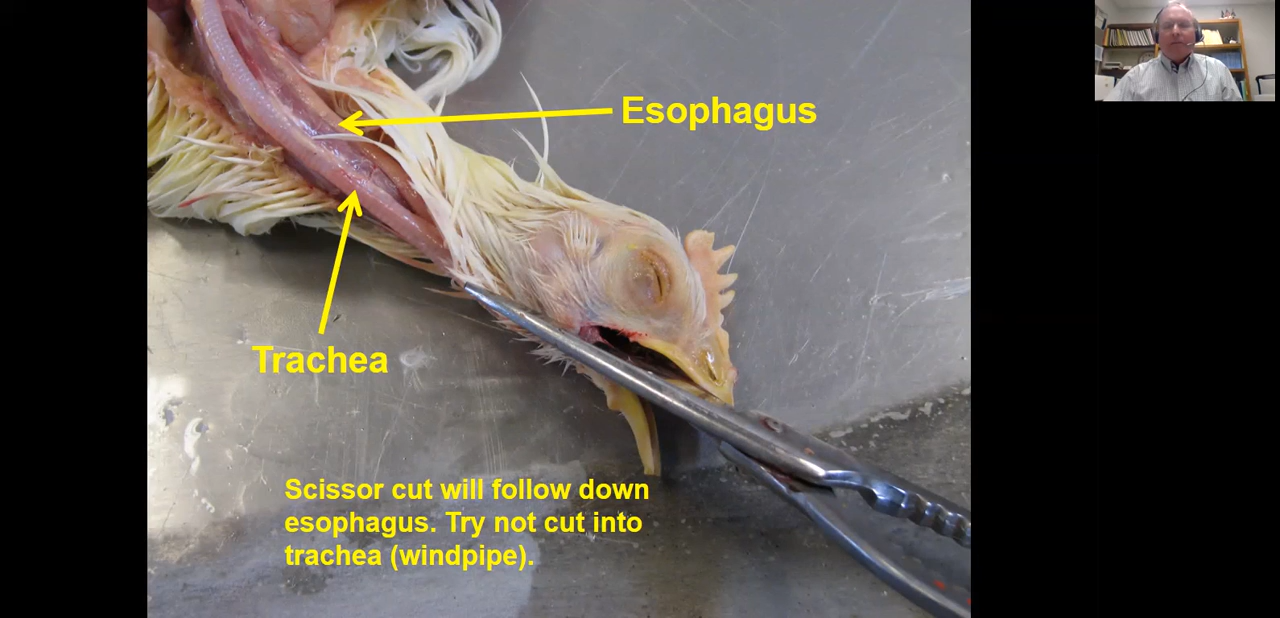 Esophagus
Trachea
Scissor cut will follow down
esophagus. Try not cut into
trachea (windpipe).